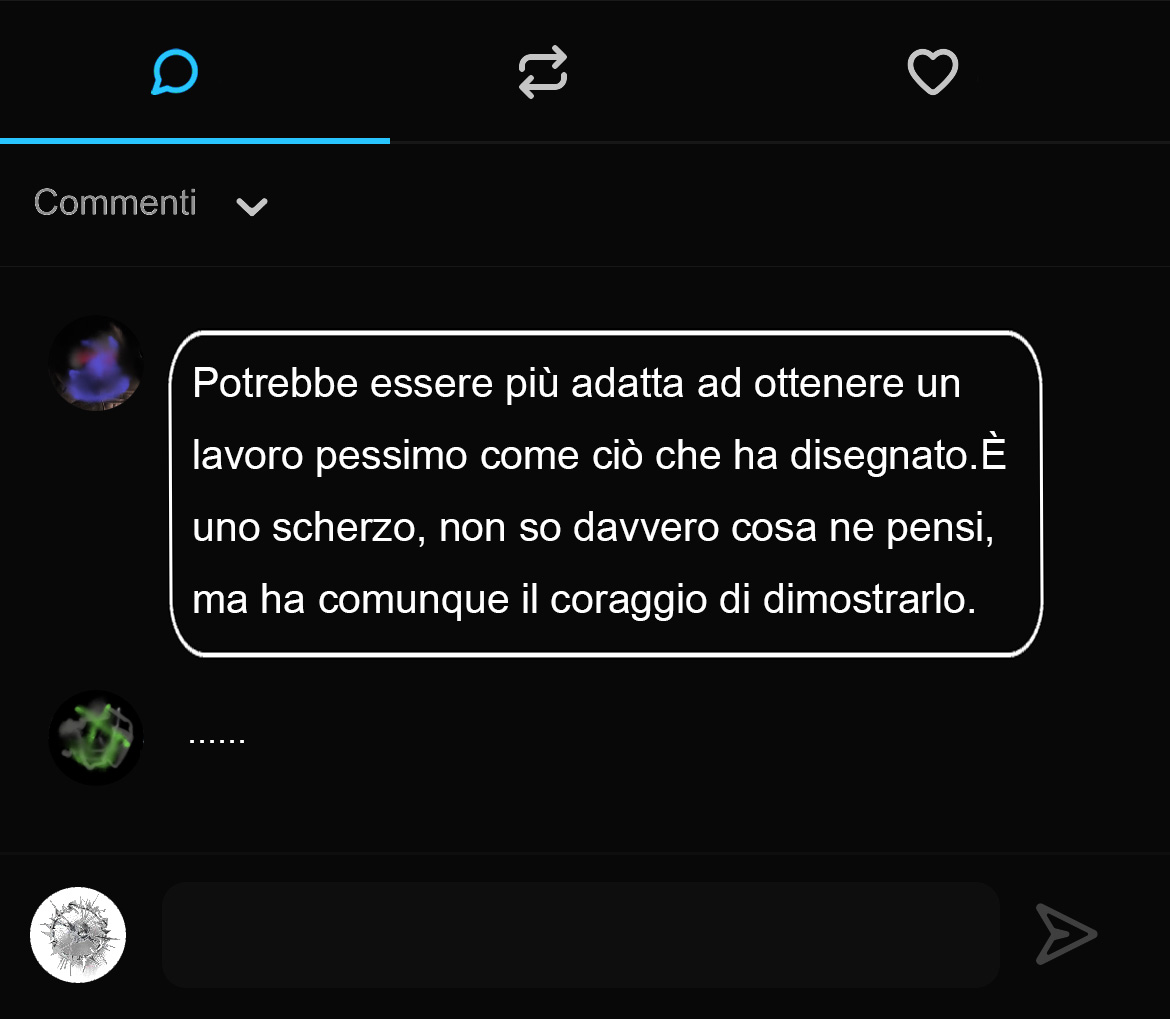 Commenti
Potrebbe essere più adatta ad ottenere un
lavoro pessimo come ciò che ha disegnato.È
uno scherzo, non so davvero cosa ne pensi,
ma ha comunque il coraggio di dimostrarlo.
......